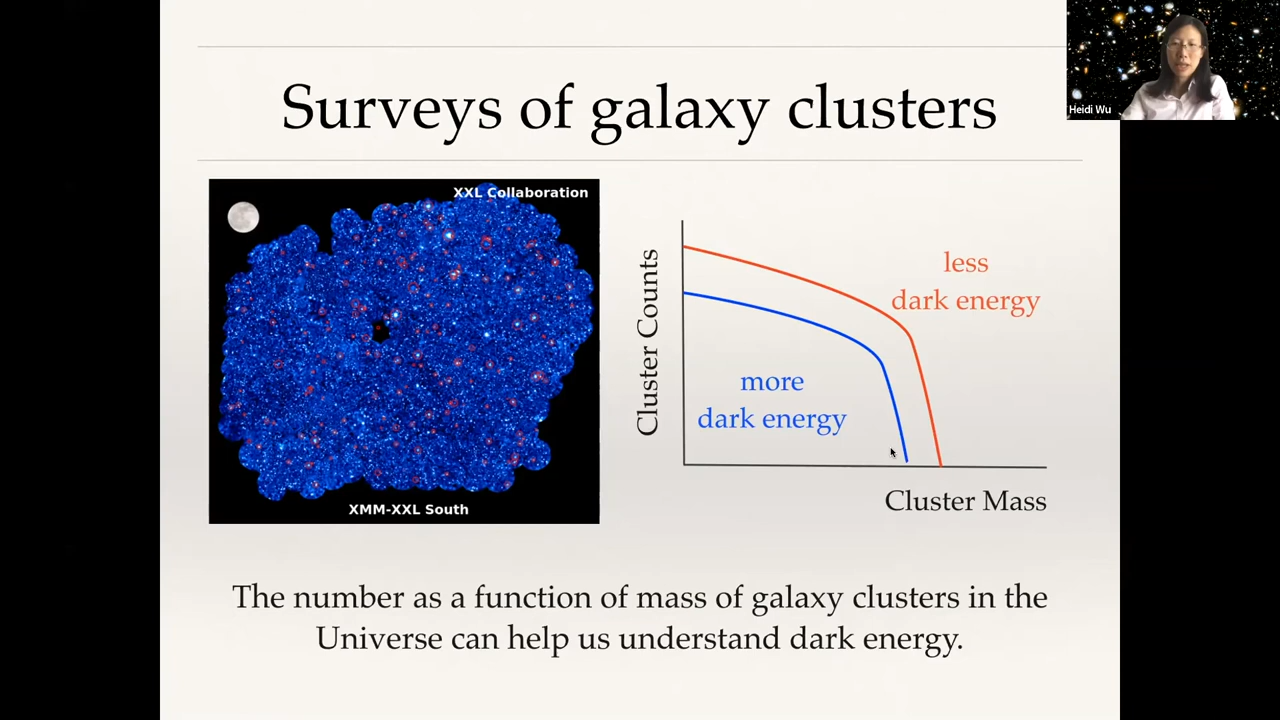 Surveys of galaxy clusters
Heidi Wu
XXL Collaboration
XMM-XXL South
Cluster Counts
less
dark energy
more
dark energy
Cluster Mass
The number as a function of mass of galaxy clusters in the
Universe can help us understand dark energy.